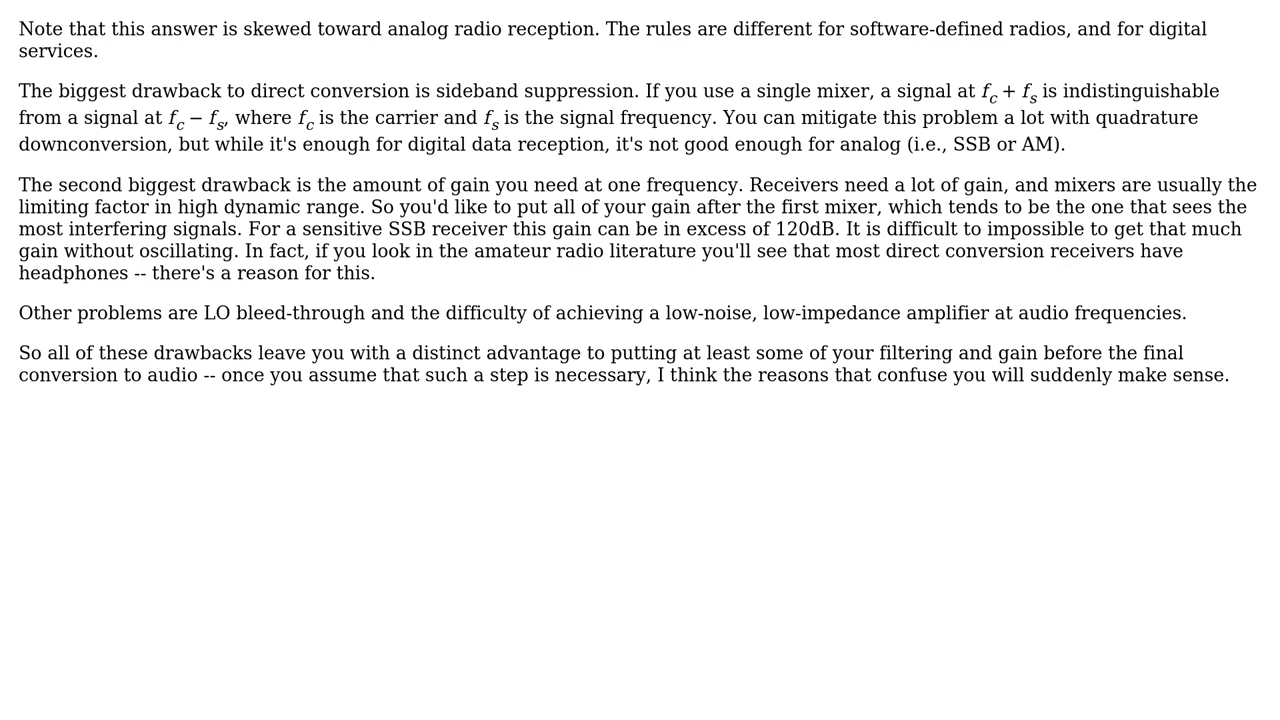 Note that this answer is skewed toward analog radio reception. The rules are different for software-defined radios, and for digital
services.
The biggest drawback to direct conversion is sideband suppression. If you use a single mixer, a signal at f_c + f_s is indistinguishable
from a signal at f_c − f_s, where f_c is the carrier and f_s is the signal frequency. You can mitigate this problem a lot with quadrature
downconversion, but while it's enough for digital data reception, it's not good enough for analog (i.e., SSB or AM).
The second biggest drawback is the amount of gain you need at one frequency. Receivers need a lot of gain, and mixers are usually the
limiting factor in high dynamic range. So you'd like to put all of your gain after the first mixer, which tends to be the one that sees the
most interfering signals. For a sensitive SSB receiver this gain can be in excess of 120dB. It is difficult to impossible to get that much
gain without oscillating. In fact, if you look in the amateur radio literature you'll see that most direct conversion receivers have
headphones -- there's a reason for this.
Other problems are LO bleed-through and the difficulty of achieving a low-noise, low-impedance amplifier at audio frequencies.
So all of these drawbacks leave you with a distinct advantage to putting at least some of your filtering and gain before the final
conversion to audio -- once you assume that such a step is necessary, I think the reasons that confuse you will suddenly make sense.